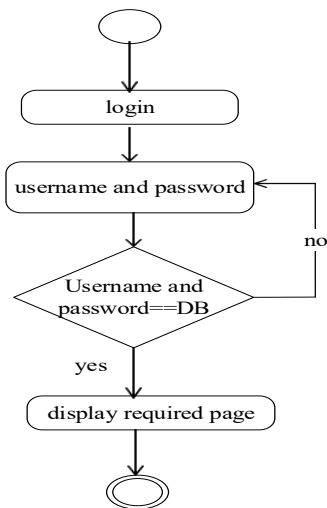 login
username and password
no
Username and
password==DB
yes
display required page